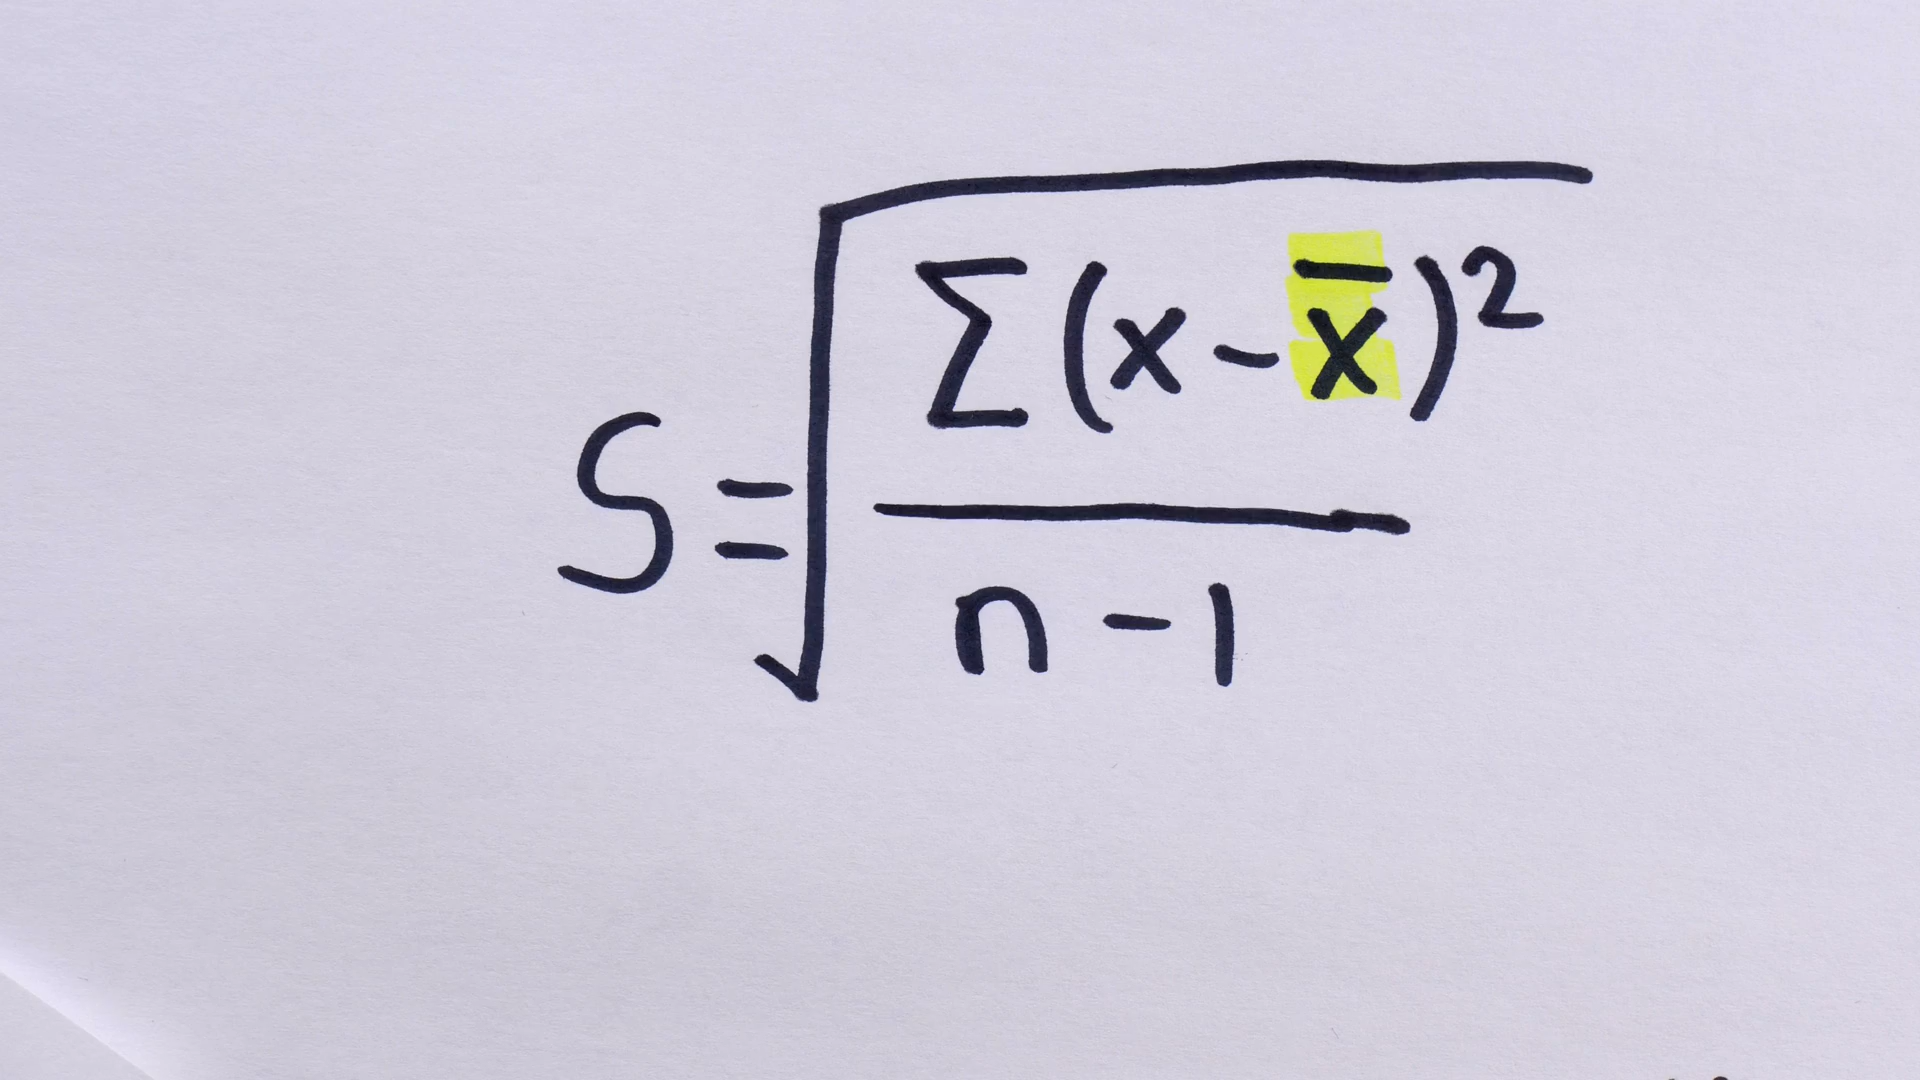 S = √(∑(x - x̄)² / (n - 1))